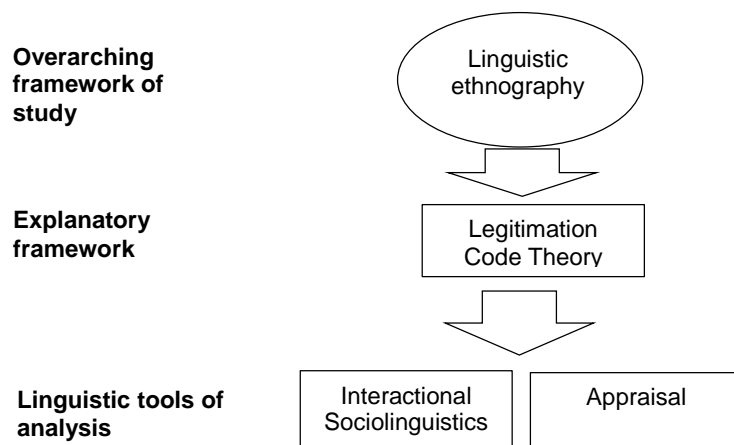 Overarching
framework of
study
Linguistic
ethnography
Explanatory
framework
Legitimation
Code Theory
Linguistic tools of
analysis
Interactional
Sociolinguistics
Appraisal